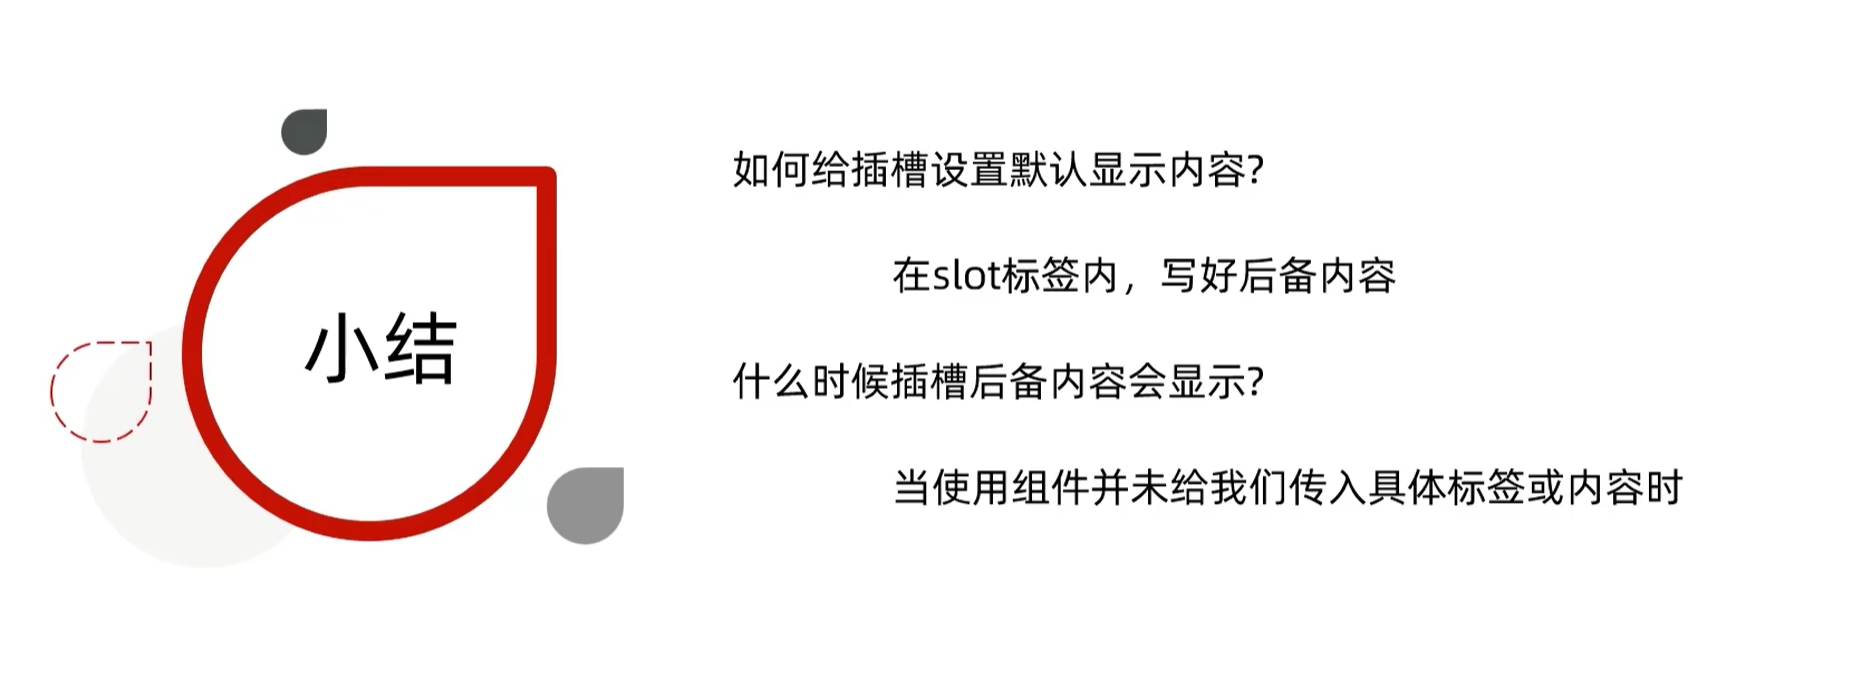 小结
如何给插槽设置默认显示内容?
在slot标签内，写好后备内容
什么时候插槽后备内容会显示?
当使用组件并未给我们传入具体标签或内容时